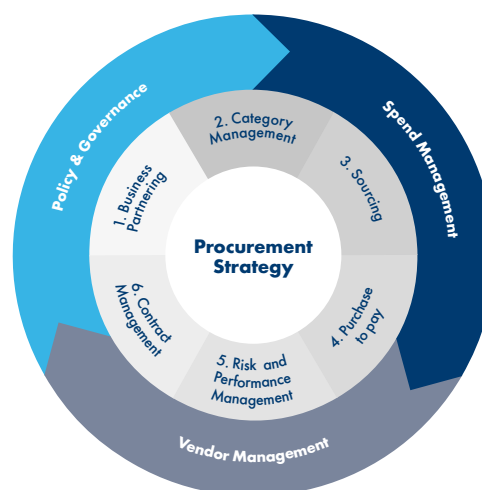 Policy & Governance
Spend Management
Vendor Management
1. Business
Partnering
2. Category
Management
3. Sourcing
4. Purchase
to pay
5. Risk and
Performance
Management
6. Contract
Management
Procurement
Strategy